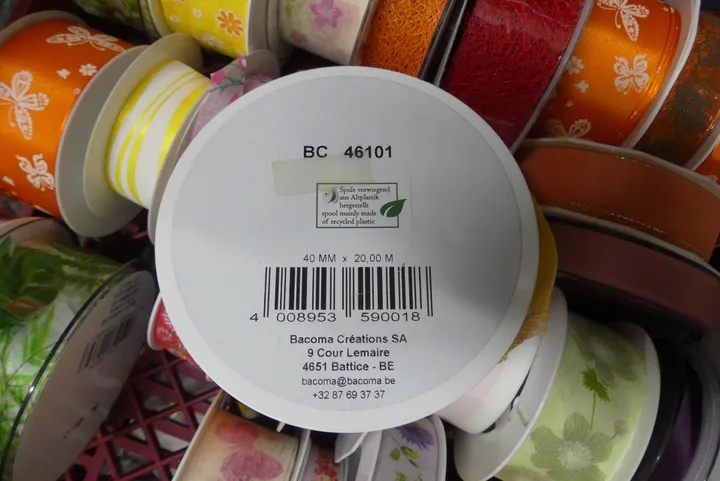 BC 46101
Spule vorwiegend
aus Altplastik
hergestellt
spool mainly made
of recycled plastic
40 MM x 20,00 M
4 008953 590018
Bacoma Créations SA
9 Cour Lemaire
4651 Battice - BE
bacoma@bacoma.be
+32 87 69 37 37